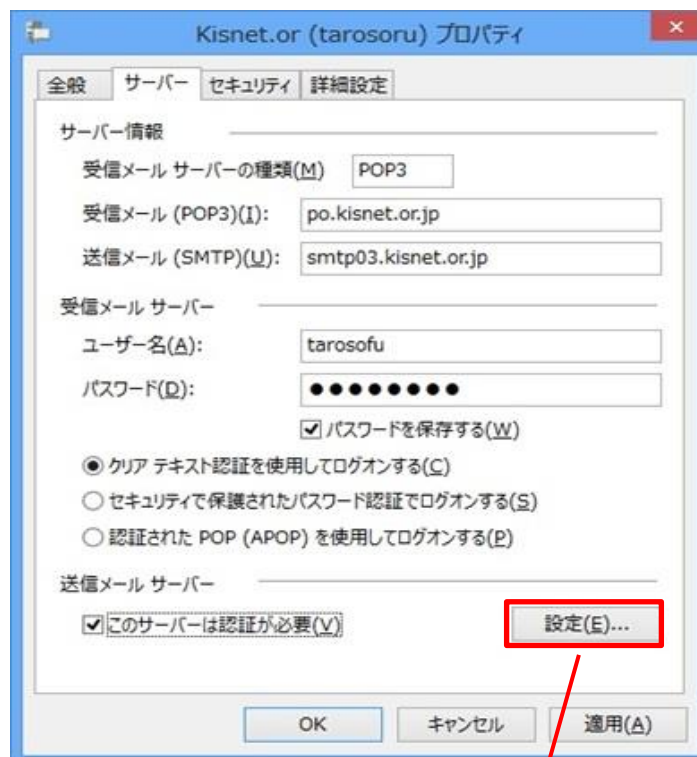 Kisnet.or (tarosoru) プロパティ
全般 サーバー セキュリティ 詳細設定
サーバー情報
受信メール サーバーの種類(M) POP3
受信メール (POP3)(I): po.kisnet.or.jp
送信メール (SMTP)(U): smtp03.kisnet.or.jp
受信メール サーバー
ユーザー名(A): tarosofu
パスワード(D): ●●●●●●●●
パスワードを保存する(W)
クリア テキスト認証を使用してログオンする(C)
セキュリティで保護されたパスワード認証でログオンする(S)
認証された POP (APOP) を使用してログオンする(P)
送信メール サーバー
このサーバーは認証が必要(V) 設定(E)...
OK キャンセル 適用(A)